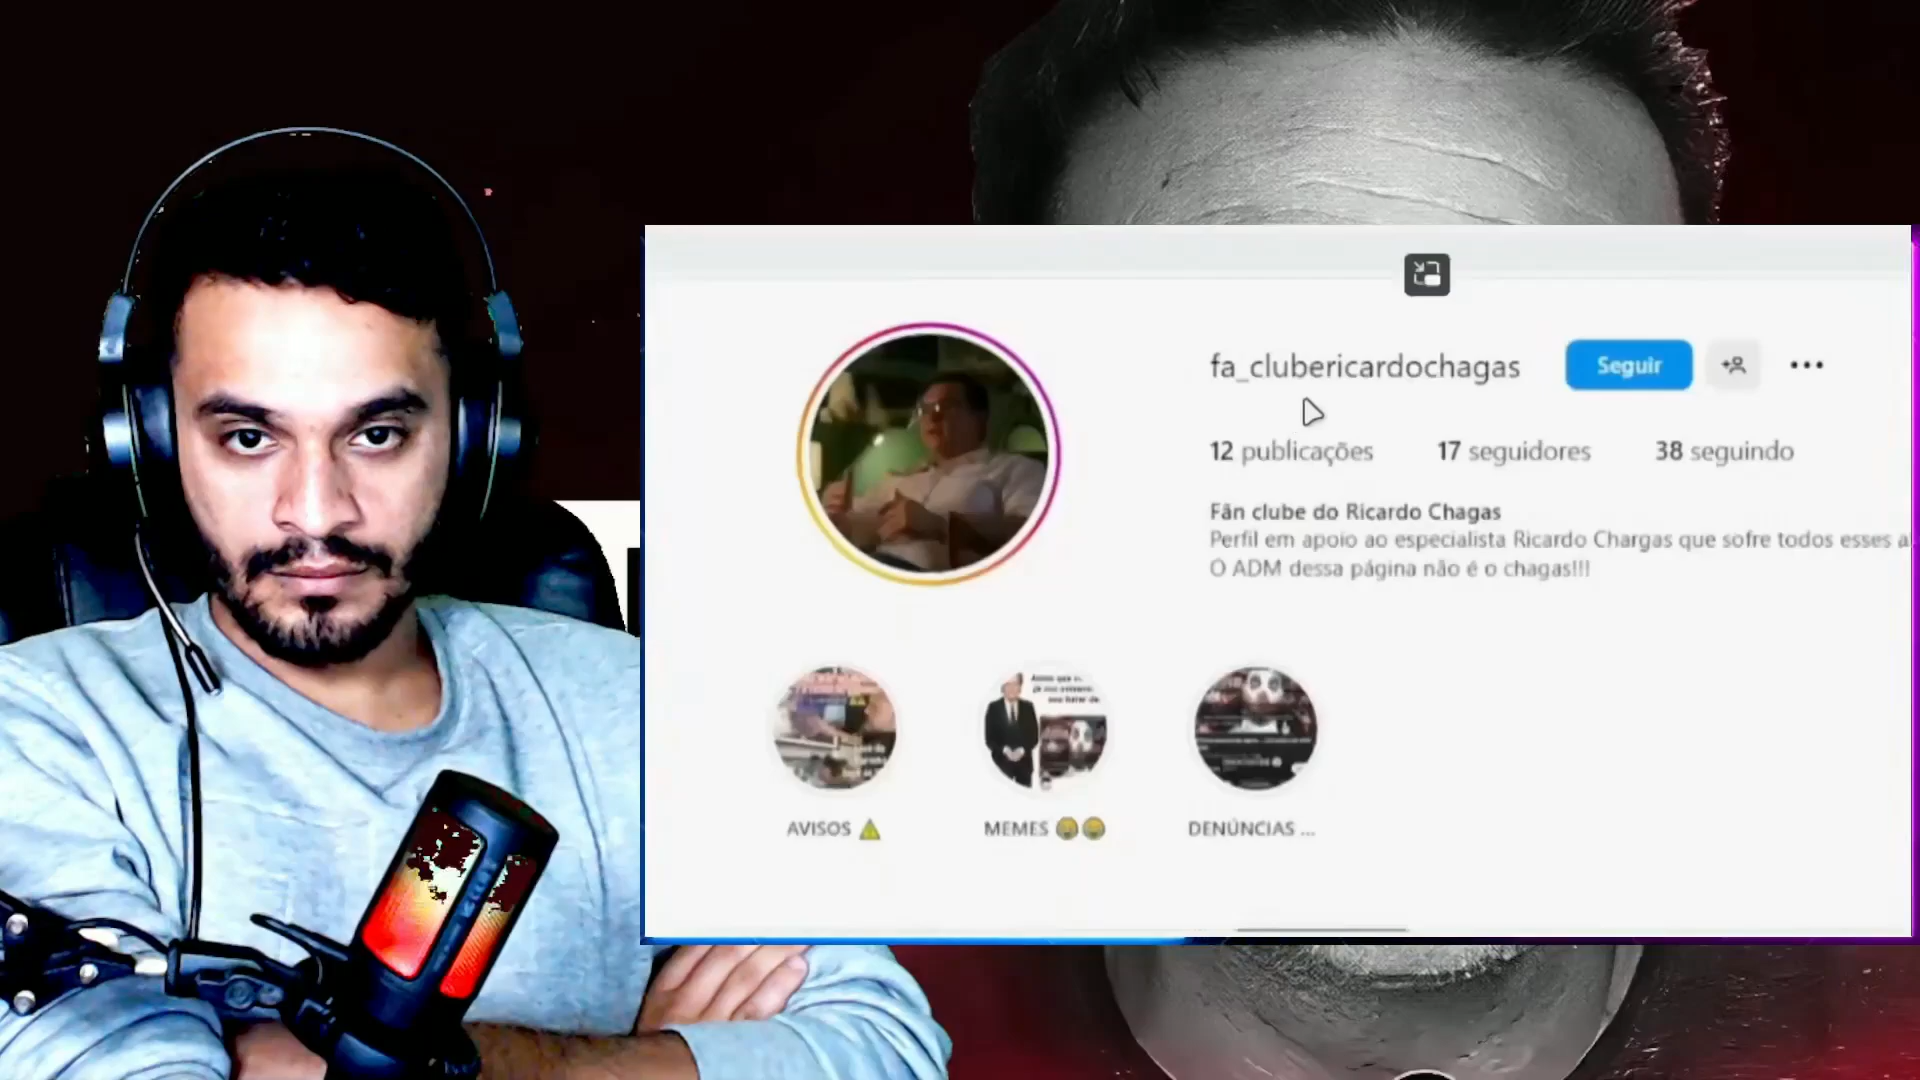 fa_clubericardochagas
Seguir
12 publicações 17 seguidores 38 seguindo
Fãn clube do Ricardo Chagas
Perfil em apoio ao especialista Ricardo Chargas que sofre todos esses a
O ADM dessa página não é o chagas!!!
AVISOS MEMES DENÚNCIAS ...